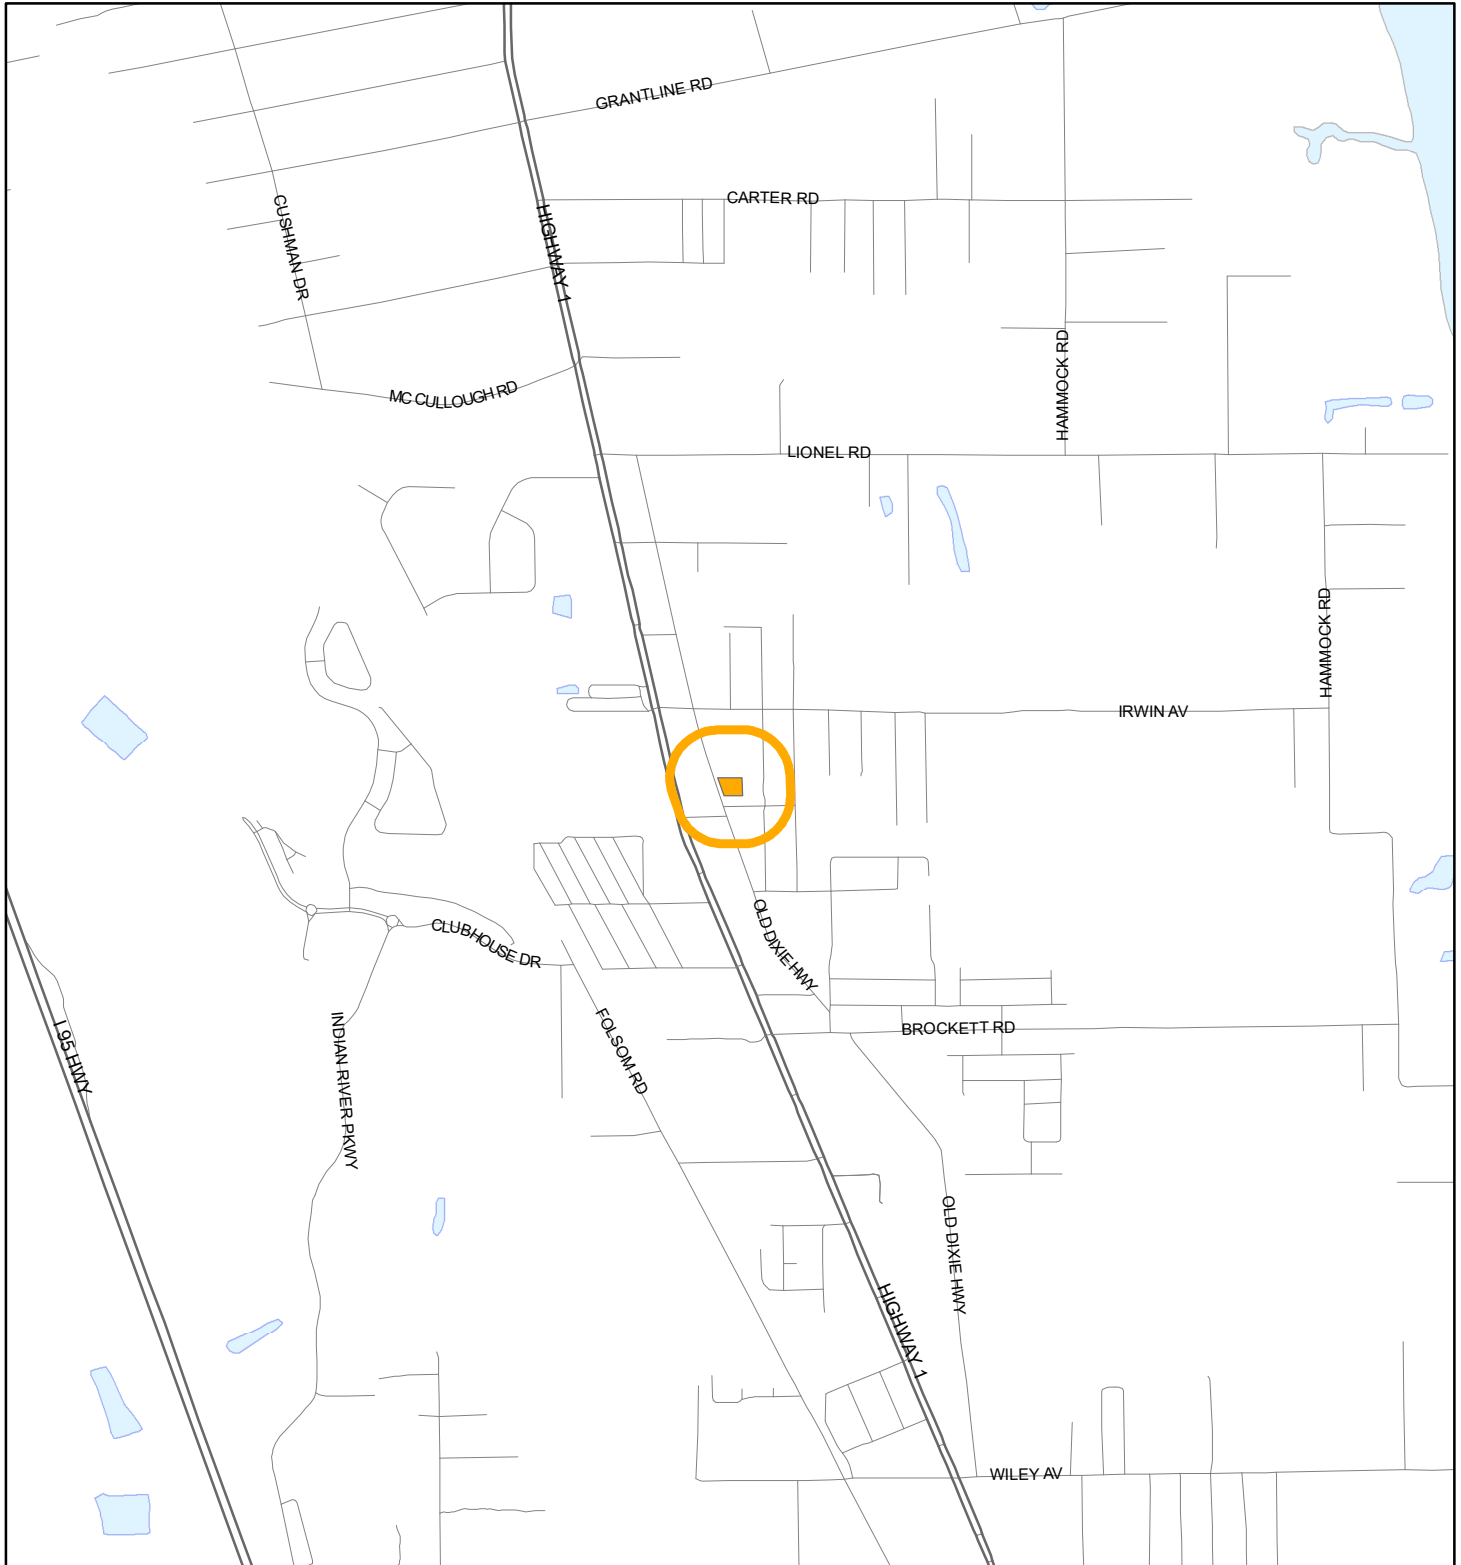 GRANTLINE RD
CARTER RD
CUSHMAN DR
HIGHWAY 1
HAMMOCK RD
MC CULLOUGH RD
LIONEL RD
HAMMOCK RD
IRWIN AV
OLD DIXIE HWY
CLUBHOUSE DR
I 95 HWY
INDIAN RIVER PKWY
FOLSOM RD
BROCKETT RD
OLD DIXIE HWY
HIGHWAY 1
WILEY AV